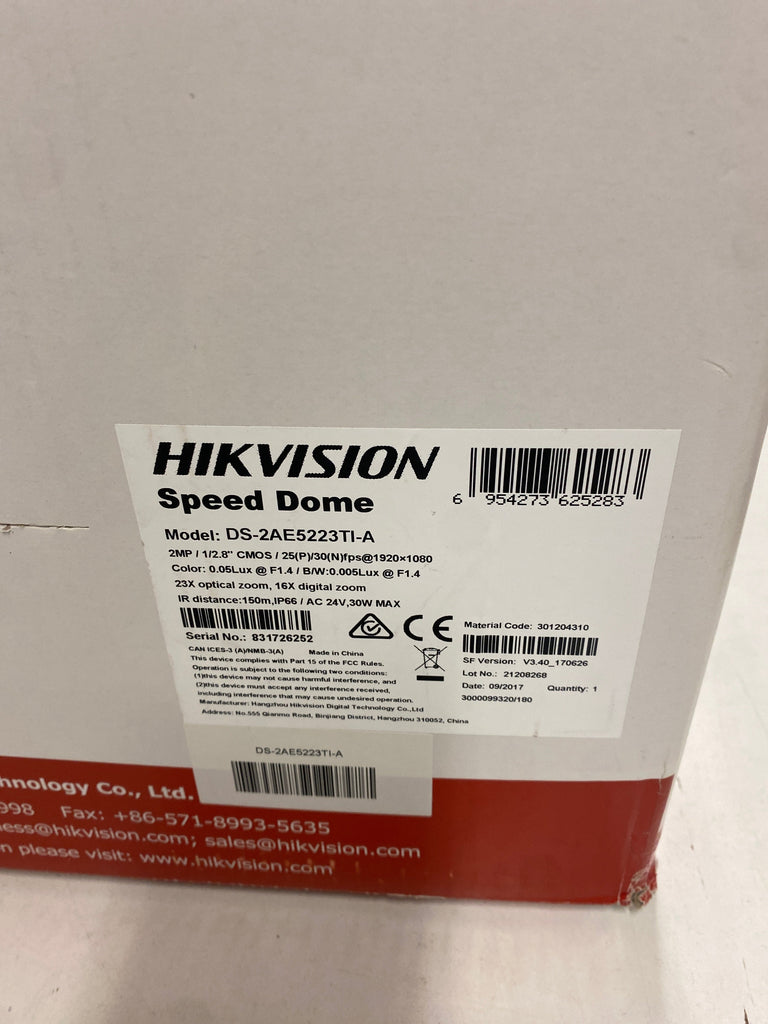 HIKVISION
Speed Dome
6 954273 625283
Model: DS-2AE5223TI-A
2MP / 1/2.8" CMOS / 25(P)/30(N)fps@1920×1080
Color: 0.05Lux @ F1.4 / B/W:0.005Lux @ F1.4
23X optical zoom, 16X digital zoom
IR distance:150m,IP66 / AC 24V,30W MAX
Serial No.: 831726252
CE
CAN ICES-3 (A)/NMB-3(A) Made in China
This device complies with Part 15 of the FCC Rules.
Operation is subject to the following two conditions:
(1)this device may not cause harmful interference, and
(2)this device must accept any interference received,
including interference that may cause undesired operation.
Manufacturer: Hangzhou Hikvision Digital Technology Co.,Ltd
Address: No.555 Qianmo Road, Binjiang District, Hangzhou 310052, China
Material Code: 301204310
SF Version: V3.40_170626
Lot No.: 21208268
Date: 09/2017 Quantity: 1
3000099320/180
DS-2AE5223TI-A
hnology Co., Ltd.
998 Fax: +86-571-8993-5635
ess@hikvision.com; sales@hikvision.com
n please visit: www.hikvision.com